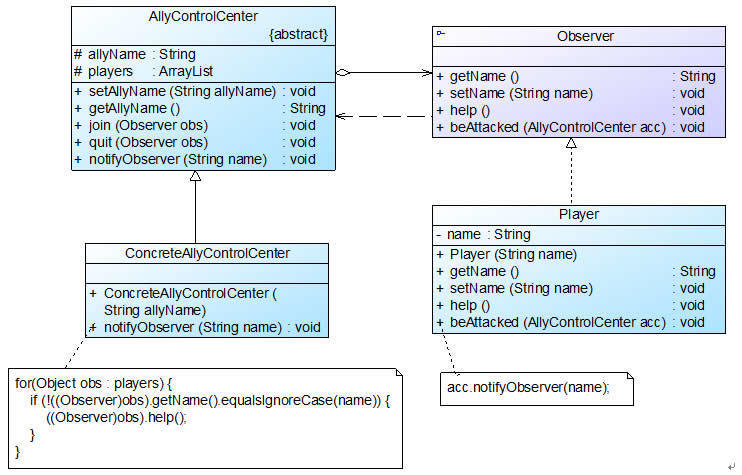 AllyControlCenter
{abstract}
# allyName : String
# players : ArrayList
+ setAllyName (String allyName) : void
+ getAllyName () : String
+ join (Observer obs) : void
+ quit (Observer obs) : void
+ notifyObserver (String name) : void
Observer
+ getName () : String
+ setName (String name) : void
+ help () : void
+ beAttacked (AllyControlCenter acc) : void
ConcreteAllyControlCenter
+ ConcreteAllyControlCenter (
String allyName)
+ notifyObserver (String name) : void
Player
- name : String
+ Player (String name)
+ getName () : String
+ setName (String name) : void
+ help () : void
+ beAttacked (AllyControlCenter acc) : void
for(Object obs : players) {
if (!((Observer)obs).getName().equalsIgnoreCase(name)) {
((Observer)obs).help();
}
}
acc.notifyObserver(name);